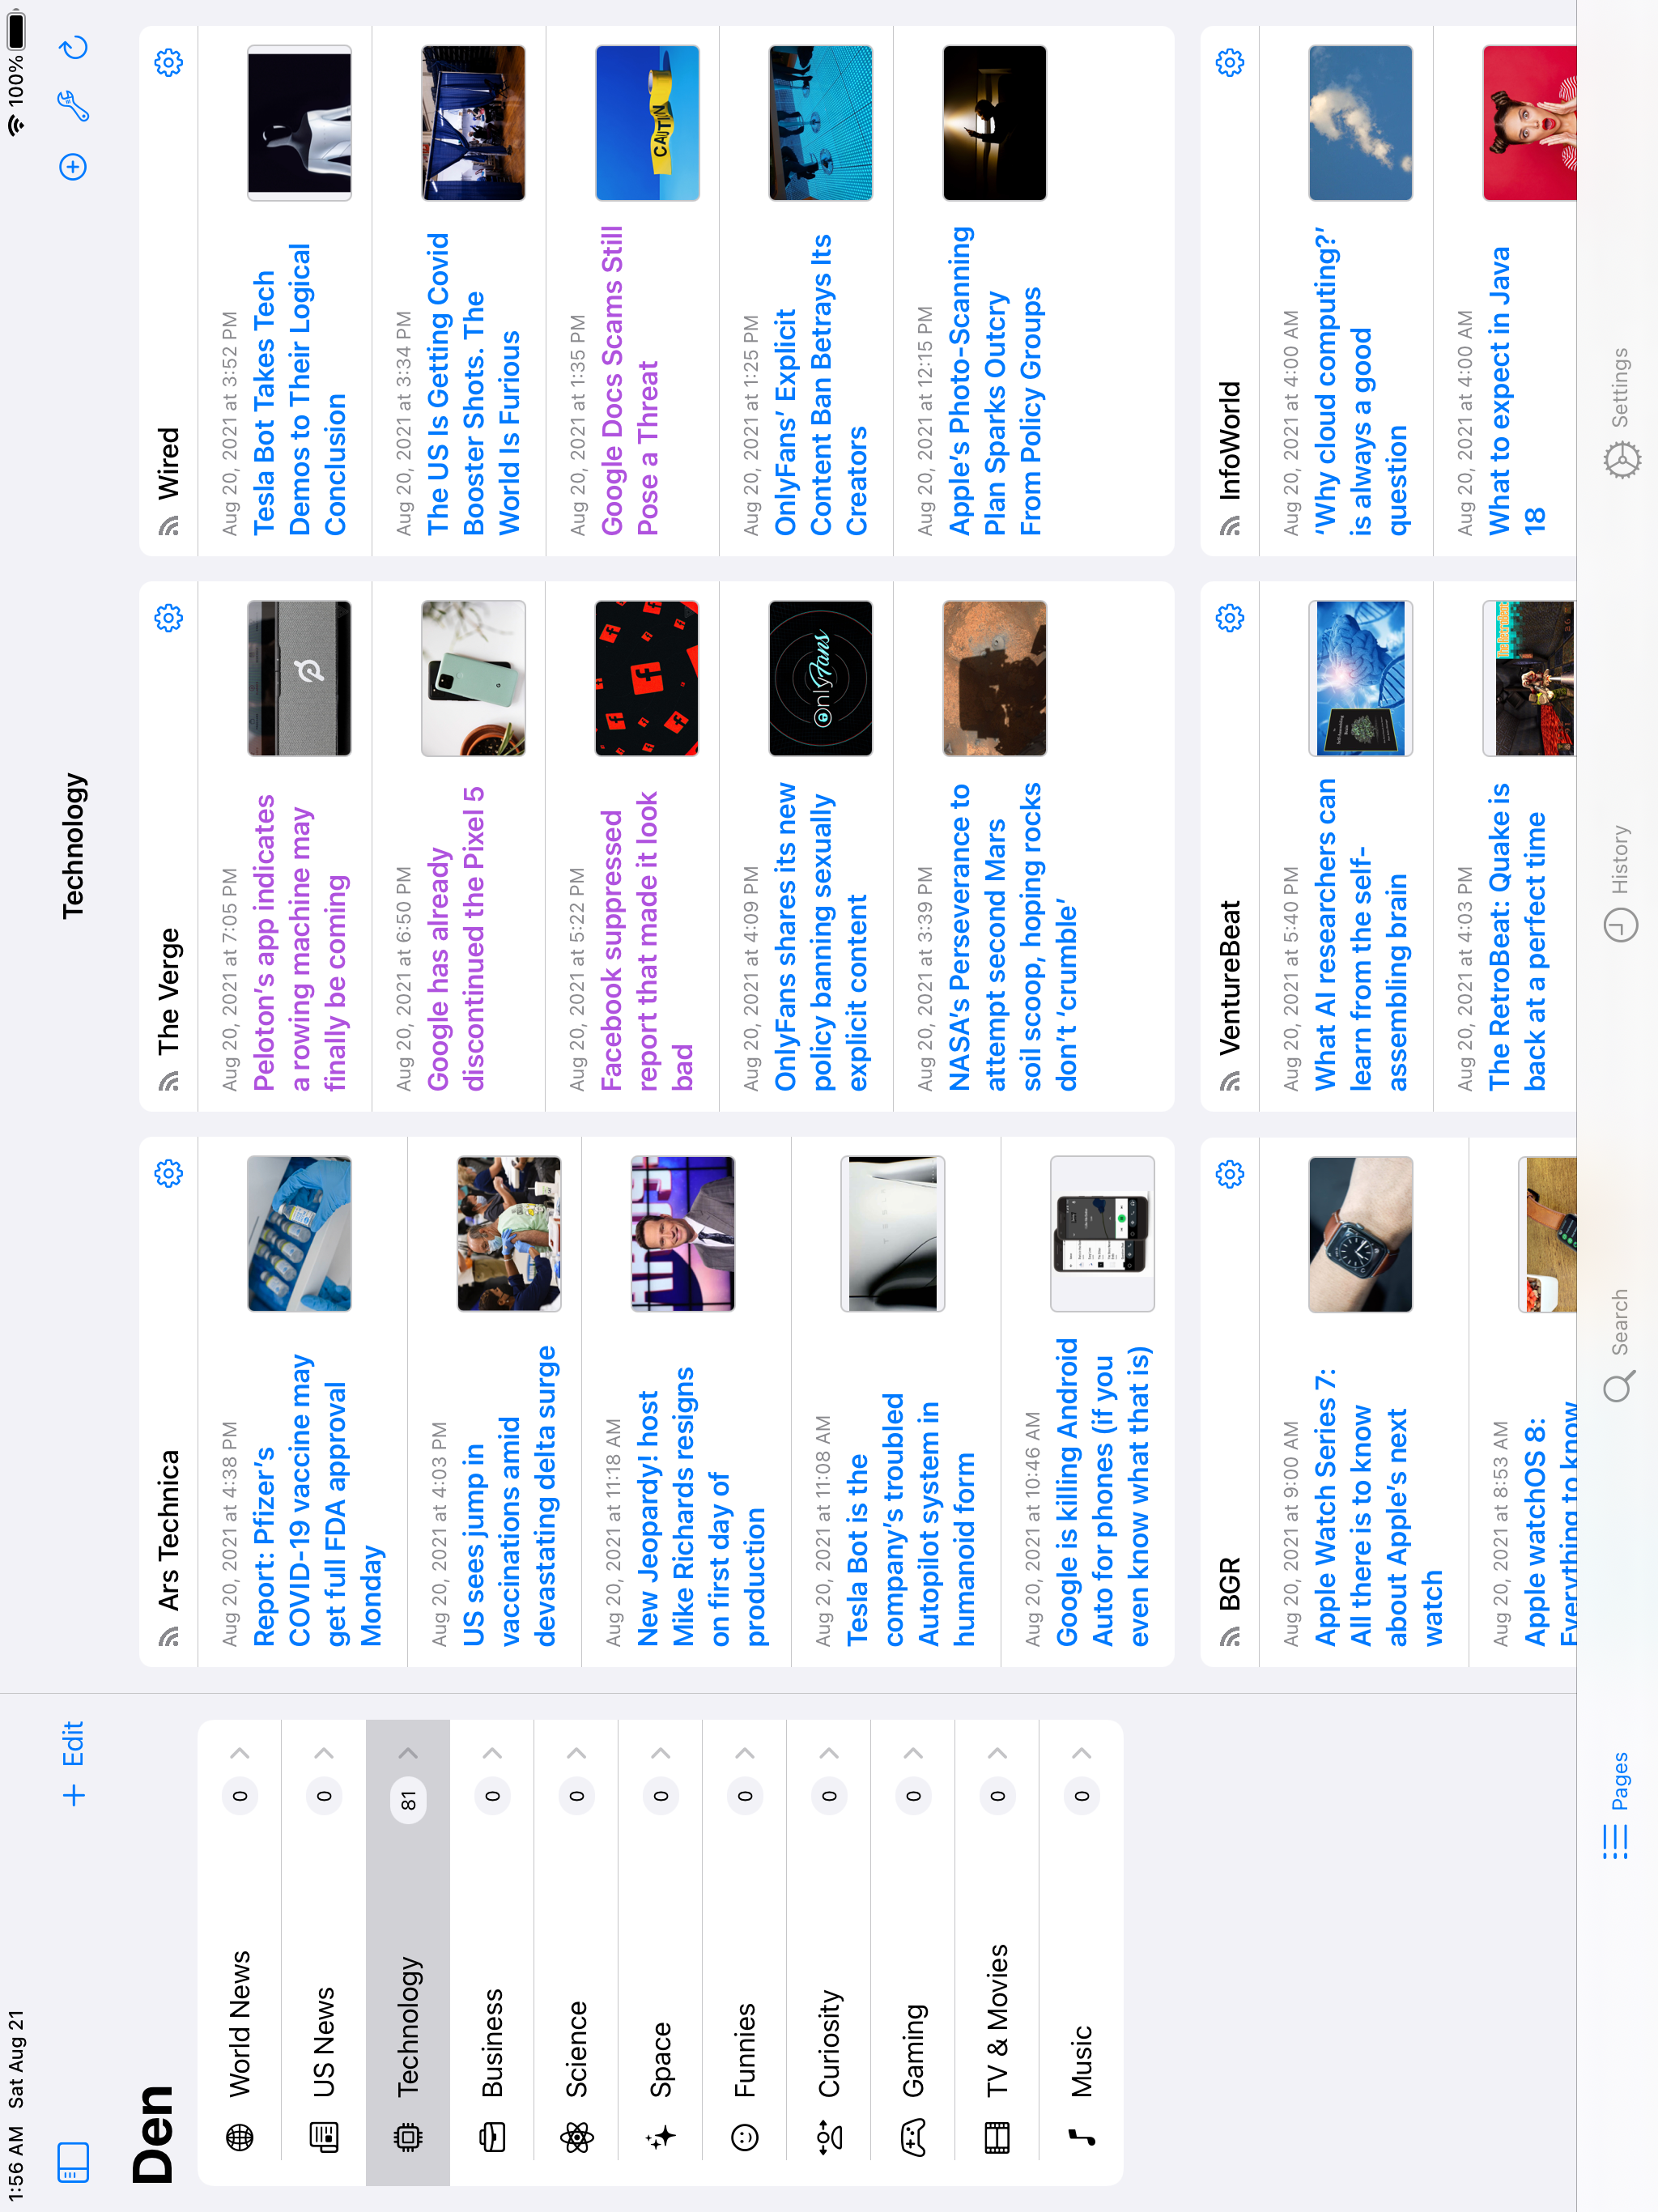 1:56 AM Sat Aug 21
100%
Edit
Technology
Den
World News 0
US News 0
Technology 81
Business 0
Science 0
Space 0
Funnies 0
Curiosity 0
Gaming 0
TV & Movies 0
Music 0
Ars Technica
Aug 20, 2021 at 4:38 PM
Report: Pfizer’s
COVID-19 vaccine may
get full FDA approval
Monday
Aug 20, 2021 at 4:03 PM
US sees jump in
vaccinations amid
devastating delta surge
Aug 20, 2021 at 11:18 AM
New Jeopardy! host
Mike Richards resigns
on first day of
production
Aug 20, 2021 at 11:08 AM
Tesla Bot is the
company’s troubled
Autopilot system in
humanoid form
Aug 20, 2021 at 10:46 AM
Google is killing Android
Auto for phones (if you
even know what that is)
The Verge
Aug 20, 2021 at 7:05 PM
Peloton’s app indicates
a rowing machine may
finally be coming
Aug 20, 2021 at 6:50 PM
Google has already
discontinued the Pixel 5
Aug 20, 2021 at 5:22 PM
Facebook suppressed
report that made it look
bad
Aug 20, 2021 at 4:09 PM
OnlyFans shares its new
policy banning sexually
explicit content
OnlyFans
Aug 20, 2021 at 3:39 PM
NASA’s Perseverance to
attempt second Mars
soil scoop, hoping rocks
don’t ‘crumble’
Wired
Aug 20, 2021 at 3:52 PM
Tesla Bot Takes Tech
Demos to Their Logical
Conclusion
Aug 20, 2021 at 3:34 PM
The US Is Getting Covid
Booster Shots. The
World Is Furious
Aug 20, 2021 at 1:35 PM
Google Docs Scams Still
Pose a Threat
Aug 20, 2021 at 1:25 PM
OnlyFans’ Explicit
Content Ban Betrays Its
Creators
Aug 20, 2021 at 12:15 PM
Apple’s Photo-Scanning
Plan Sparks Outcry
From Policy Groups
BGR
Aug 20, 2021 at 9:00 AM
Apple Watch Series 7:
All there is to know
about Apple’s next
watch
Aug 20, 2021 at 8:53 AM
Apple watchOS 8:
Everything to know
VentureBeat
Aug 20, 2021 at 5:40 PM
What AI researchers can
learn from the self-
assembling brain
Aug 20, 2021 at 4:03 PM
The RetroBeat: Quake is
back at a perfect time
InfoWorld
Aug 20, 2021 at 4:00 AM
‘Why cloud computing?’
is always a good
question
Aug 20, 2021 at 4:00 AM
What to expect in Java
18
Pages
Search
History
Settings